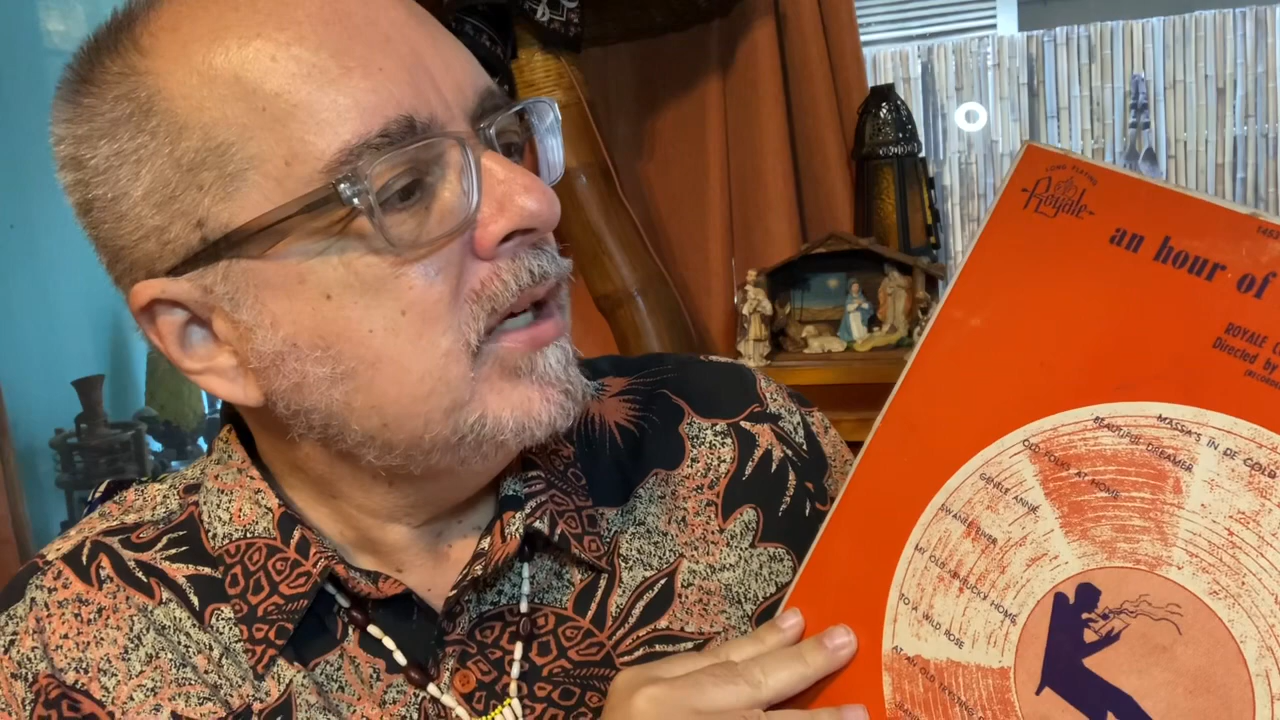 LONG PLAYING
Royale
an hour of
ROYALE
Directed by
(RECORDE
MASSA'S IN DE COLD
BEAUTIFUL DREAMER
OLD FOLKS AT HOME
GENTLE ANNIE
SWANEE RIVER
MY OLD KENTUCKY HOME
TO A WILD ROSE
AT AN OLD TRYSTING